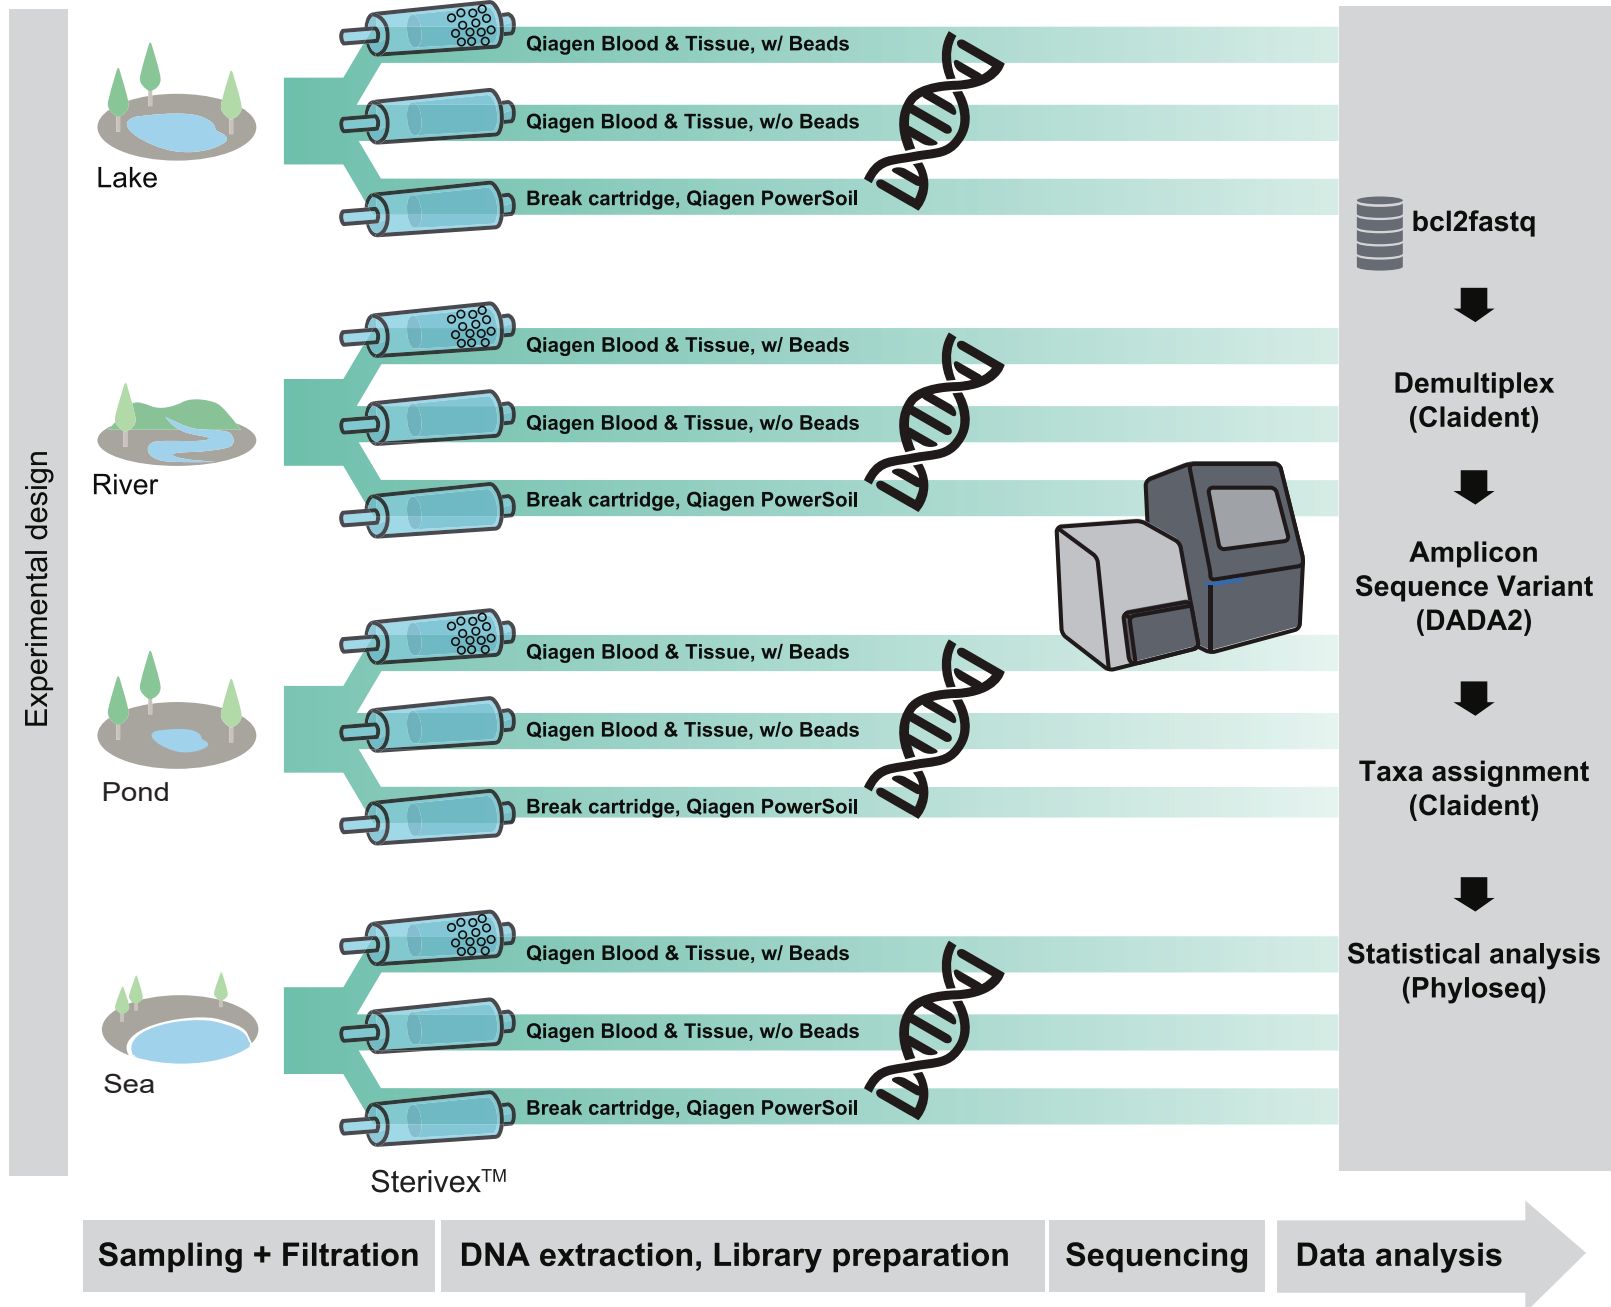 Experimental design
Lake
Qiagen Blood & Tissue, w/ Beads
Qiagen Blood & Tissue, w/o Beads
Break cartridge, Qiagen PowerSoil
River
Qiagen Blood & Tissue, w/ Beads
Qiagen Blood & Tissue, w/o Beads
Break cartridge, Qiagen PowerSoil
Pond
Qiagen Blood & Tissue, w/ Beads
Qiagen Blood & Tissue, w/o Beads
Break cartridge, Qiagen PowerSoil
Sea
Qiagen Blood & Tissue, w/ Beads
Qiagen Blood & Tissue, w/o Beads
Break cartridge, Qiagen PowerSoil
Sterivex™
bcl2fastq
Demultiplex
(Claident)
Amplicon
Sequence Variant
(DADA2)
Taxa assignment
(Claident)
Statistical analysis
(Phyloseq)
Sampling + Filtration
DNA extraction, Library preparation
Sequencing
Data analysis